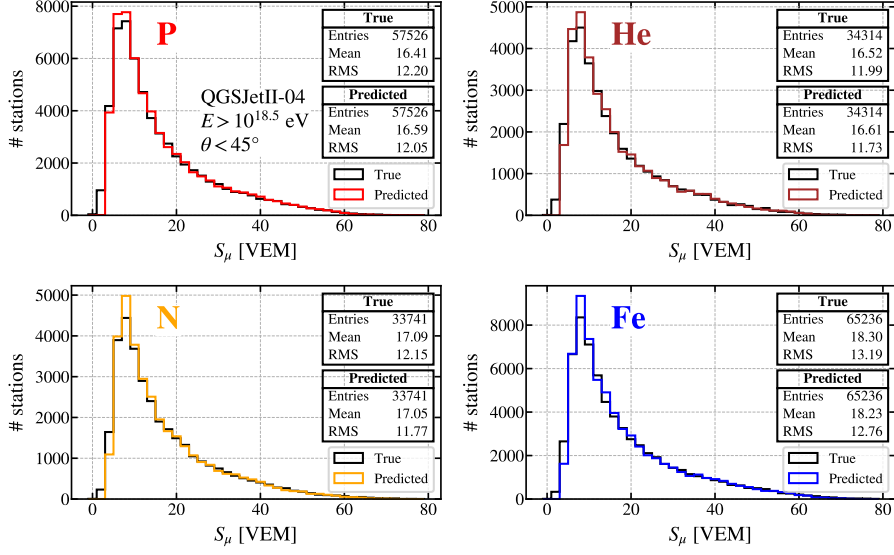 P
True
Entries 57526
Mean 16.41
RMS 12.20
Predicted
Entries 57526
Mean 16.59
RMS 12.05
QGSJetII-04
E > 10^18.5 eV
θ < 45°
True
Predicted
# stations
8000
6000
4000
2000
0
0 20 40 60 80
S_μ [VEM]
He
True
Entries 34314
Mean 16.52
RMS 11.99
Predicted
Entries 34314
Mean 16.61
RMS 11.73
True
Predicted
# stations
5000
4000
3000
2000
1000
0
0 20 40 60 80
S_μ [VEM]
N
True
Entries 33741
Mean 17.09
RMS 12.15
Predicted
Entries 33741
Mean 17.05
RMS 11.77
True
Predicted
# stations
5000
4000
3000
2000
1000
0
0 20 40 60 80
S_μ [VEM]
Fe
True
Entries 65236
Mean 18.30
RMS 13.19
Predicted
Entries 65236
Mean 18.23
RMS 12.76
True
Predicted
# stations
8000
6000
4000
2000
0
0 20 40 60 80
S_μ [VEM]